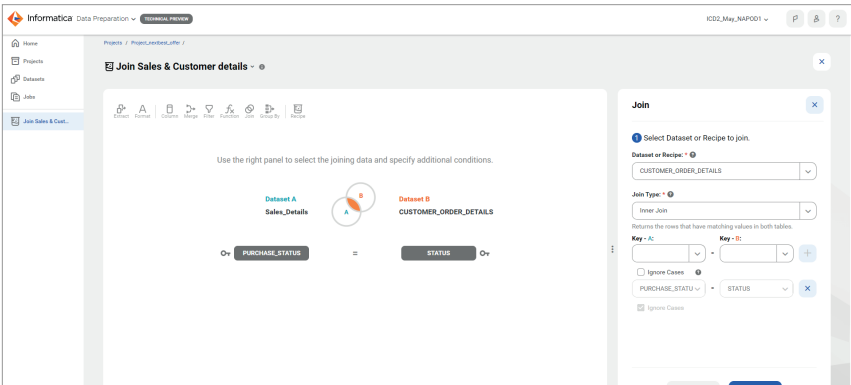 Informatica Data Preparation TECHNICAL PREVIEW
ICD2_May_NAPOD1
?
Home
Projects
Datasets
Jobs
Join Sales & Cust...
Projects / Project_nextbest_offer /
Join Sales & Customer details
Extract Format Column Merge Filter Function Join Group By Recipe
Use the right panel to select the joining data and specify additional conditions.
Dataset A
Sales_Details
A
B
Dataset B
CUSTOMER_ORDER_DETAILS
PURCHASE_STATUS = STATUS
Join
1 Select Dataset or Recipe to join.
Dataset or Recipe: *
CUSTOMER_ORDER_DETAILS
Join Type: *
Inner Join
Returns the rows that have matching values in both tables.
Key - A: Key - B:
-
Ignore Cases
PURCHASE_STATU - STATUS
Ignore Cases